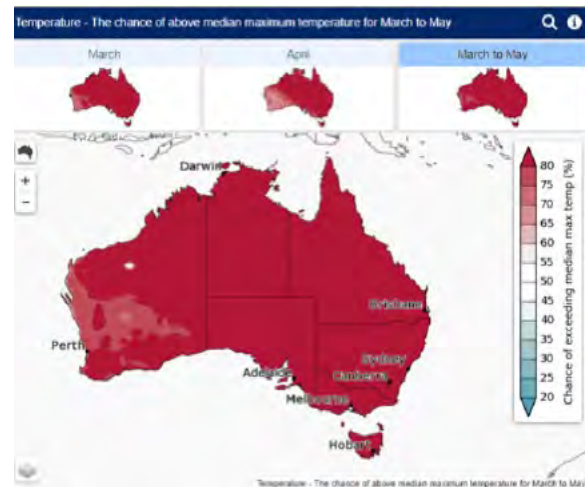 Temperature - The chance of above median maximum temperature for March to May
March
April
March to May
+
−
Darwin
Brisbane
Perth
Sydney
Adelaide
Canberra
Melbourne
Hobart
80
75
70
65
60
55
50
45
40
35
30
25
20
Chance of exceeding median max temp (%)
Temperature - The chance of above median maximum temperature for March to May